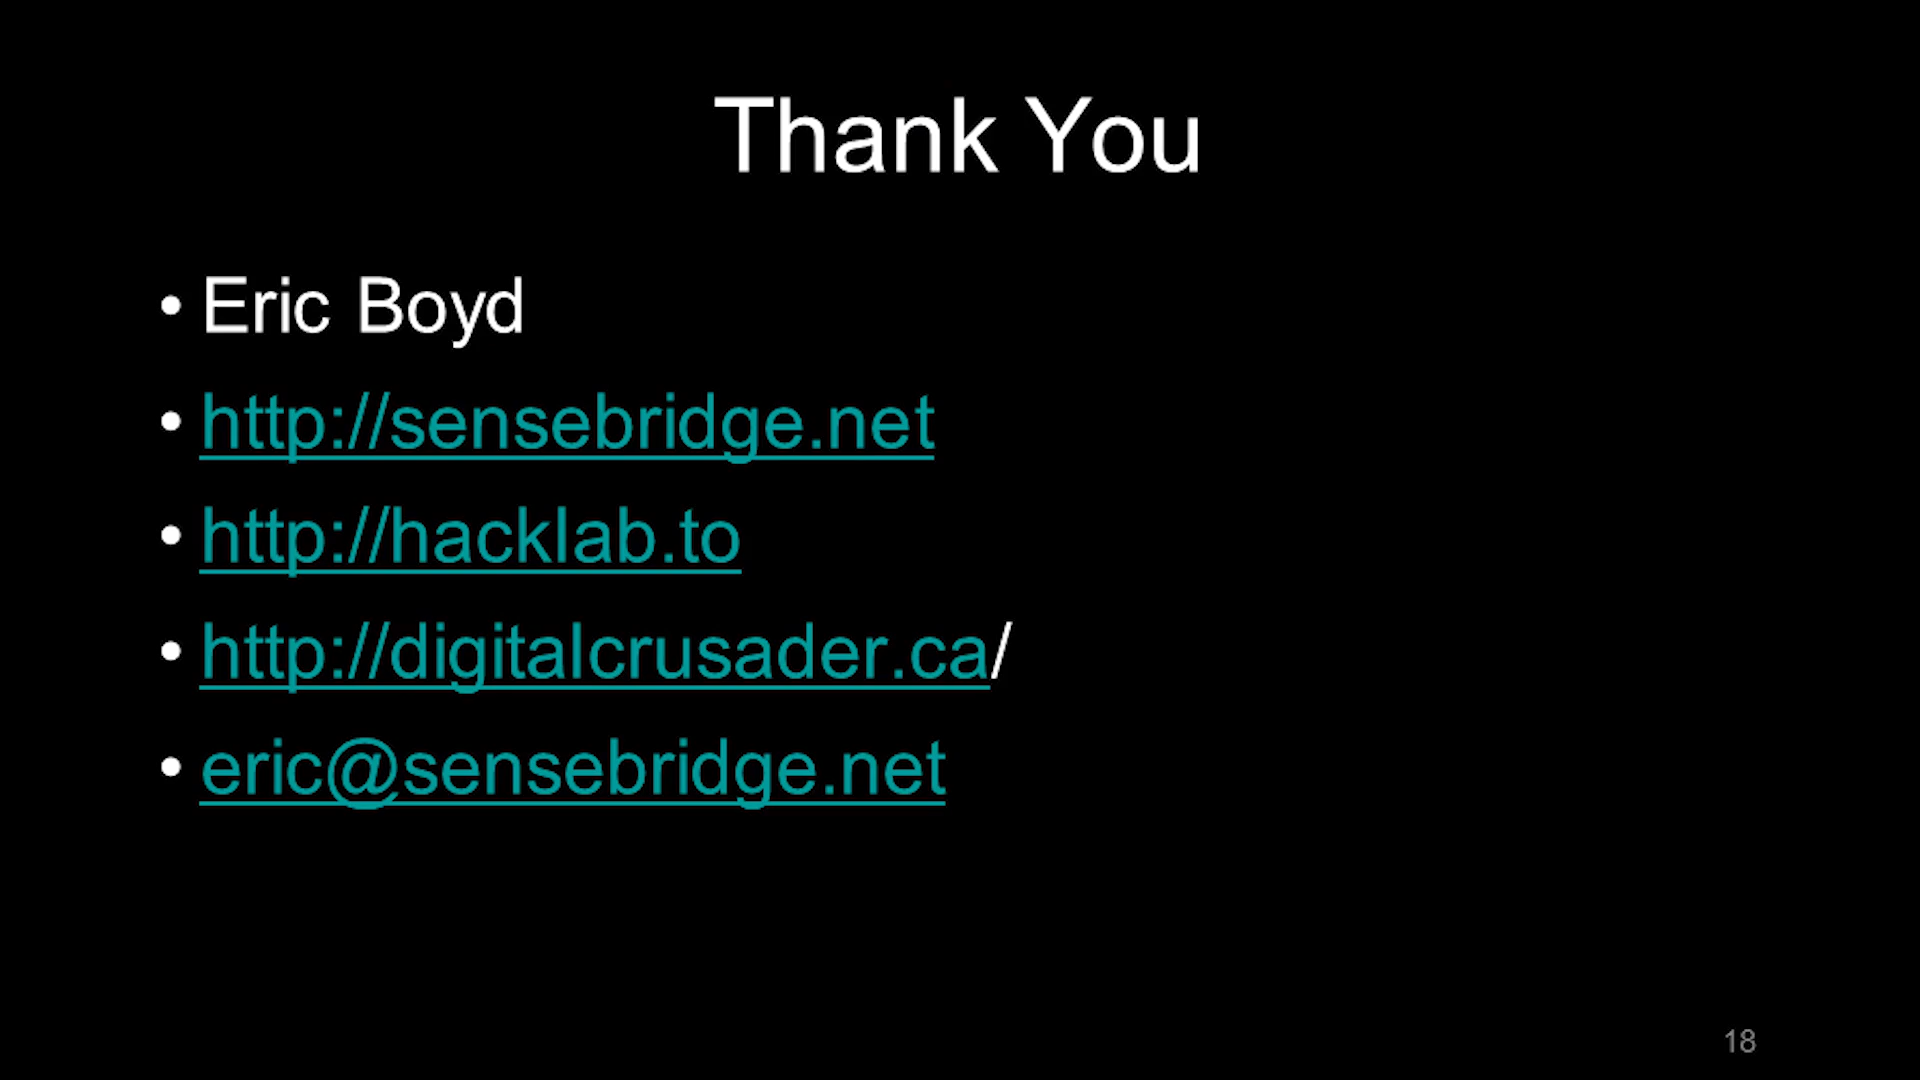 Thank You
• Eric Boyd
• http://sensebridge.net
• http://hacklab.to
• http://digitalcrusader.ca/
• eric@sensebridge.net
18